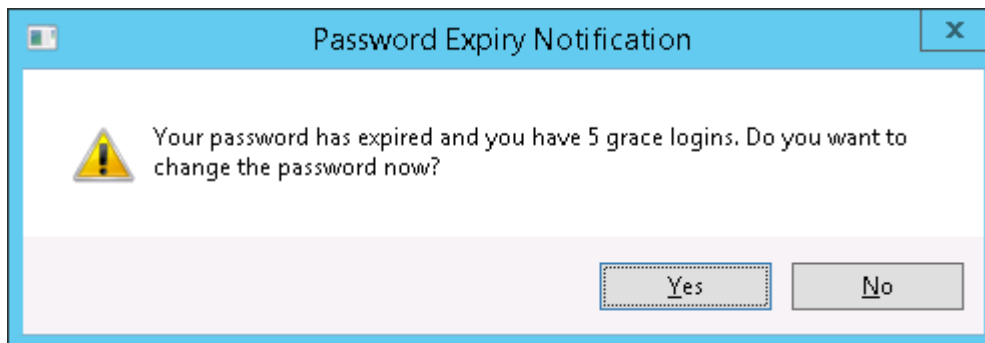 Password Expiry Notification
x
Your password has expired and you have 5 grace logins. Do you want to
change the password now?
Yes
No